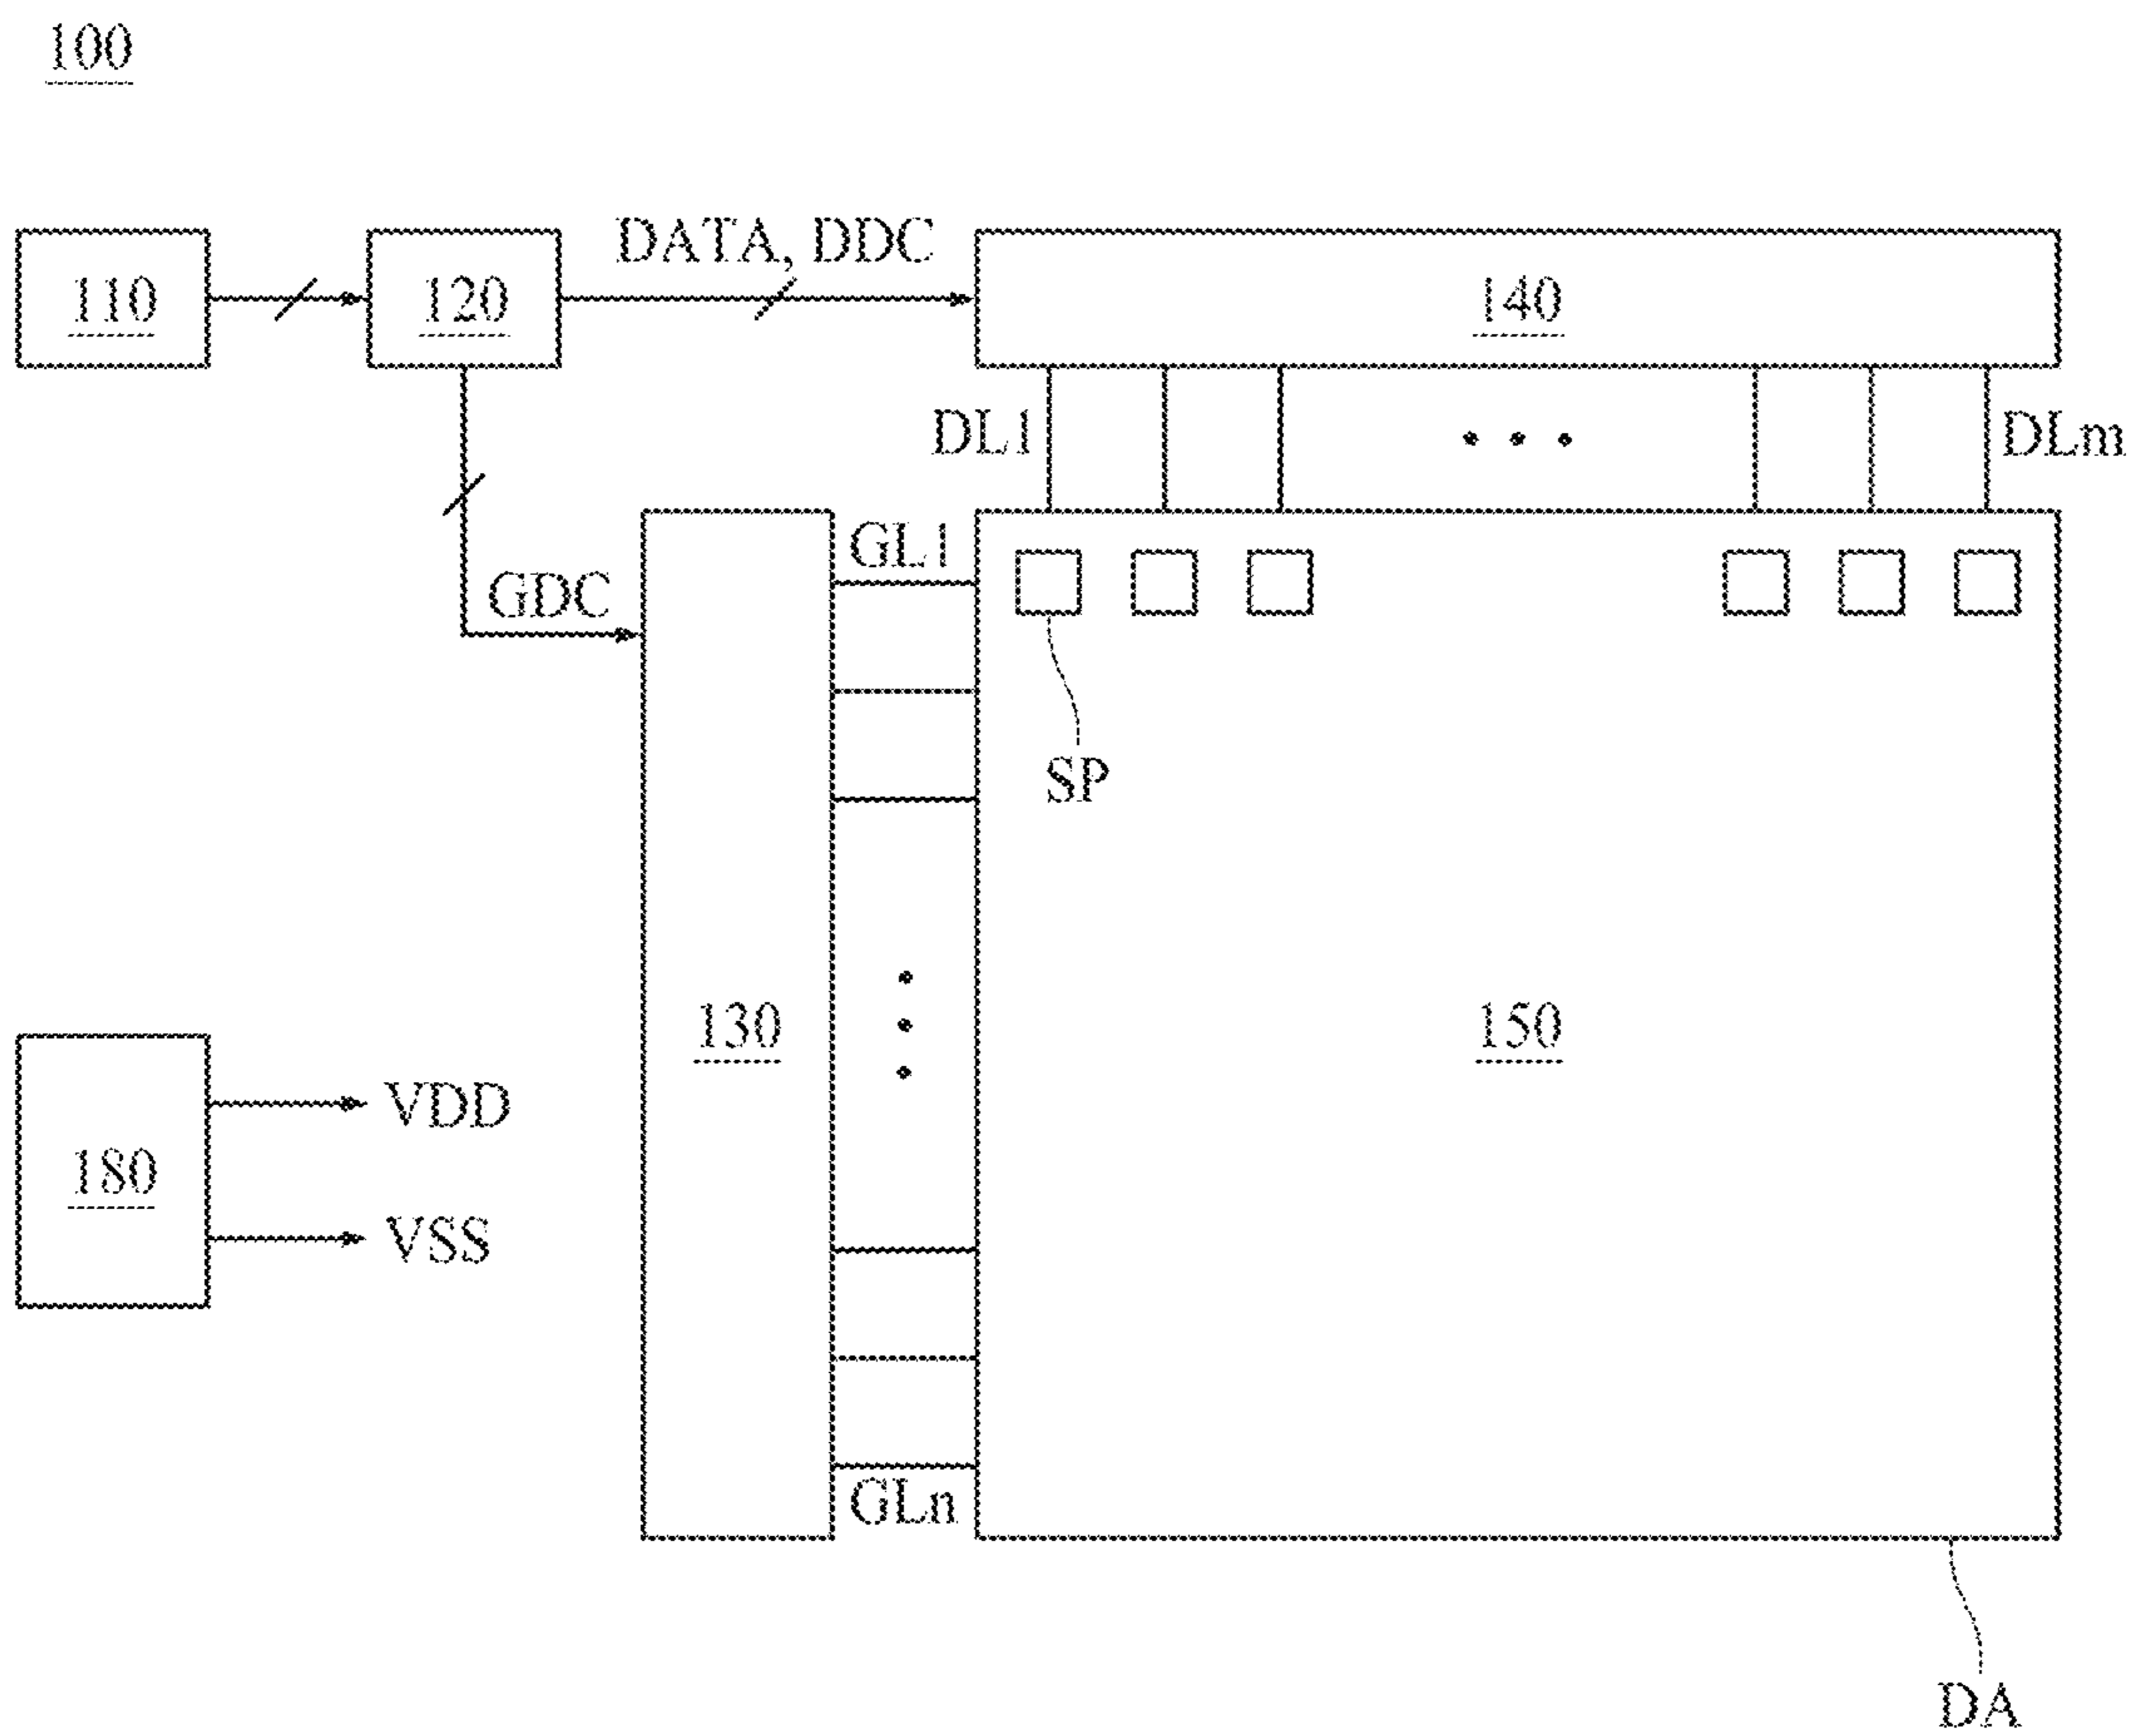 100
DATA, DDC
110
120
140
DL1
DLm
GL1
GDC
SP
130
150
VDD
180
VSS
GLn
DA